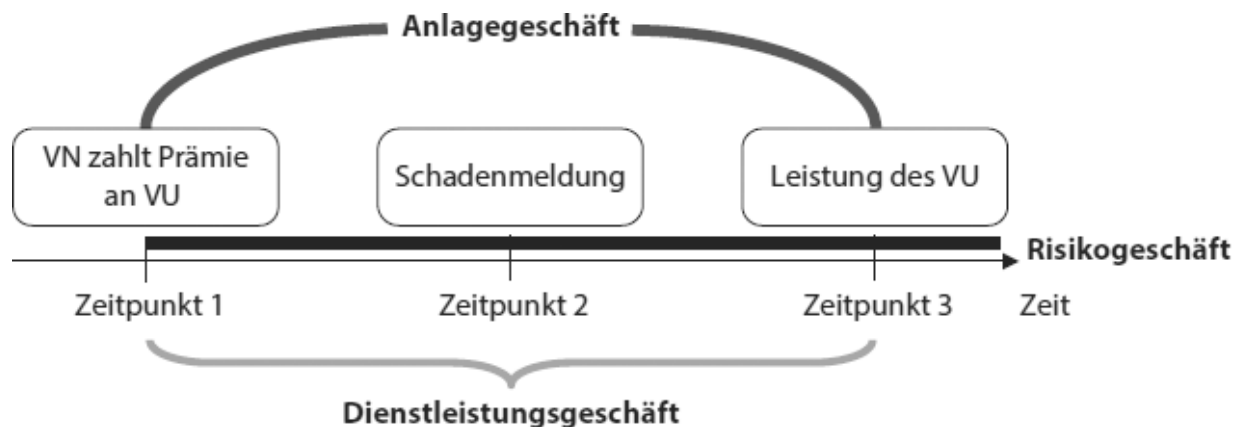 Anlagegeschäft
VN zahlt Prämie
an VU
Schadenmeldung
Leistung des VU
Risikogeschäft
Zeitpunkt 1
Zeitpunkt 2
Zeitpunkt 3
Zeit
Dienstleistungsgeschäft